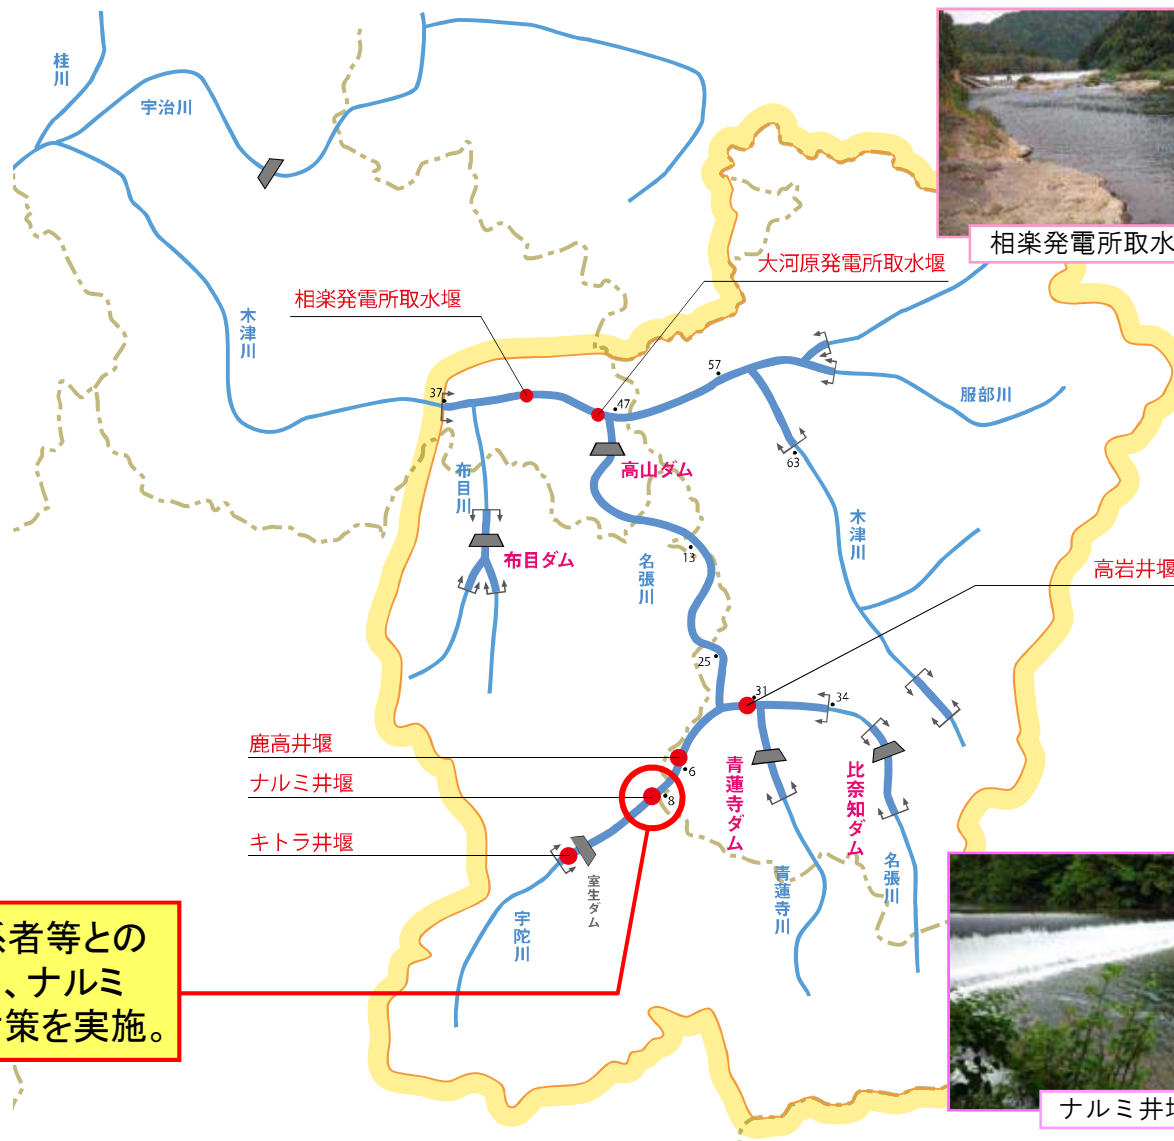 桂川
宇治川
相楽発電所取水
大河原発電所取水堰
相楽発電所取水堰
木津川
57
37
47
服部川
63
高山ダム
布目川
木津川
布目ダム
13
名張川
高岩井堰
25
31
34
鹿高井堰
6
ナルミ井堰
8
青蓮寺ダム
比奈知ダム
キトラ井堰
室生ダム
青蓮寺川
名張川
宇陀川
者等との
、ナルミ
策を実施。
ナルミ井